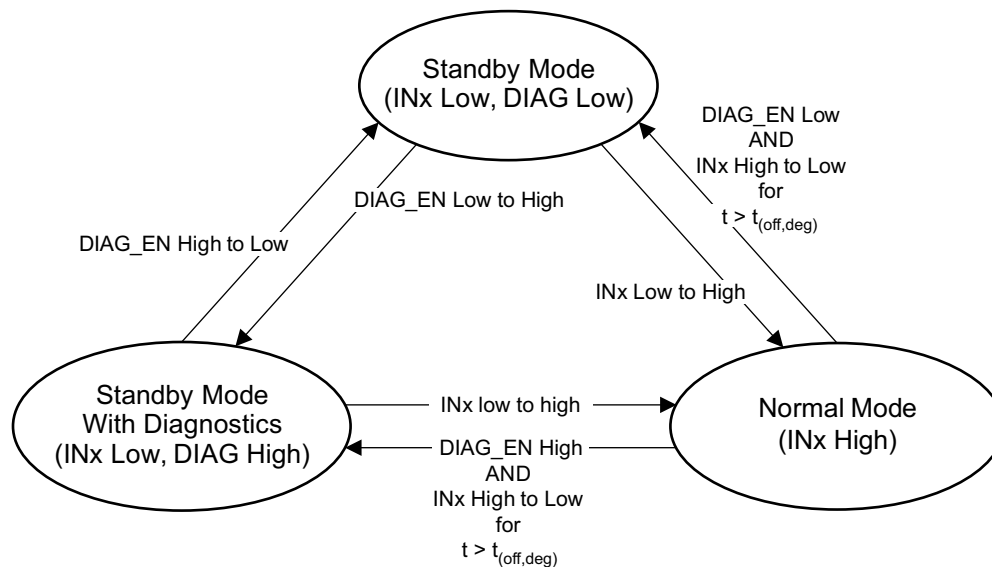 Standby Mode
(INx Low, DIAG Low)
DIAG_EN Low
AND
INx High to Low
for
t > t(off,deg)
DIAG_EN Low to High
DIAG_EN High to Low
INx Low to High
Standby Mode
With Diagnostics
(INx Low, DIAG High)
INx low to high
DIAG_EN High
AND
INx High to Low
for
t > t(off,deg)
Normal Mode
(INx High)